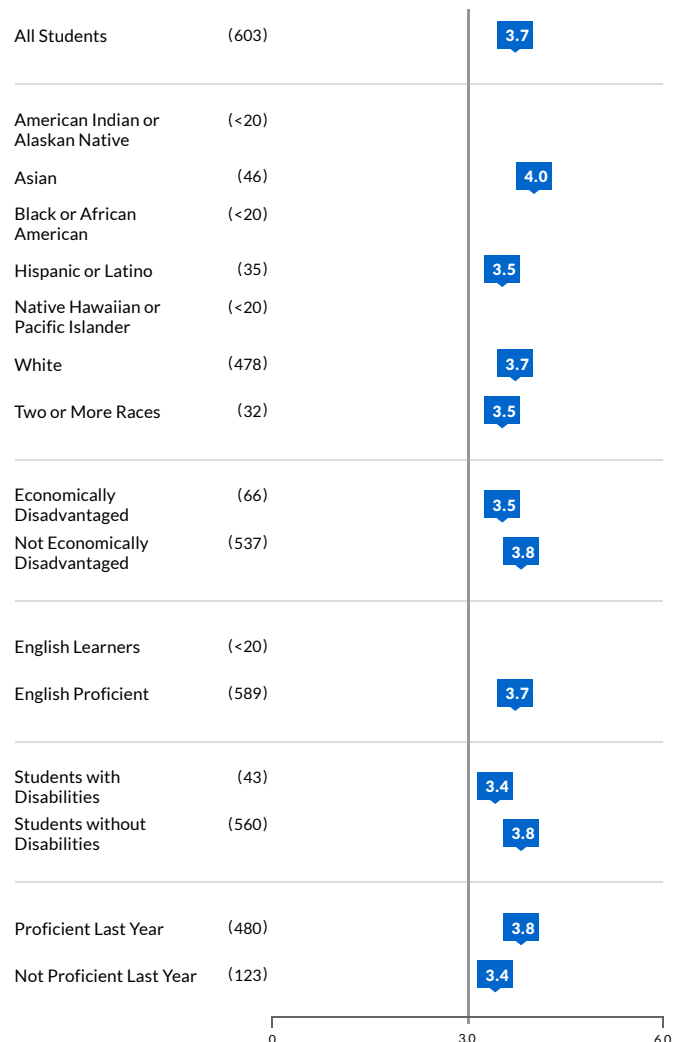 All Students (603) 3.7
American Indian or (<20)
Alaskan Native
Asian (46) 4.0
Black or African (<20)
American
Hispanic or Latino (35) 3.5
Native Hawaiian or (<20)
Pacific Islander
White (478) 3.7
Two or More Races (32) 3.5
Economically (66) 3.5
Disadvantaged
Not Economically (537) 3.8
Disadvantaged
English Learners (<20)
English Proficient (589) 3.7
Students with (43) 3.4
Disabilities
Students without (560) 3.8
Disabilities
Proficient Last Year (480) 3.8
Not Proficient Last Year (123) 3.4
0 3.0 6.0